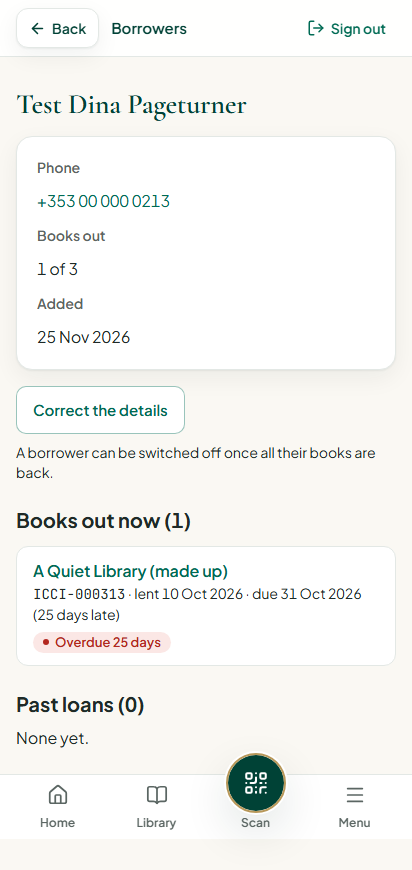 Back
Borrowers
Sign out
Test Dina Pageturner
Phone
+353 00 000 0213
Books out
1 of 3
Added
25 Nov 2026
Correct the details
A borrower can be switched off once all their books are
back.
Books out now (1)
A Quiet Library (made up)
ICCI-000313 · lent 10 Oct 2026 · due 31 Oct 2026
(25 days late)
Overdue 25 days
Past loans (0)
None yet.
Home
Library
Scan
Menu